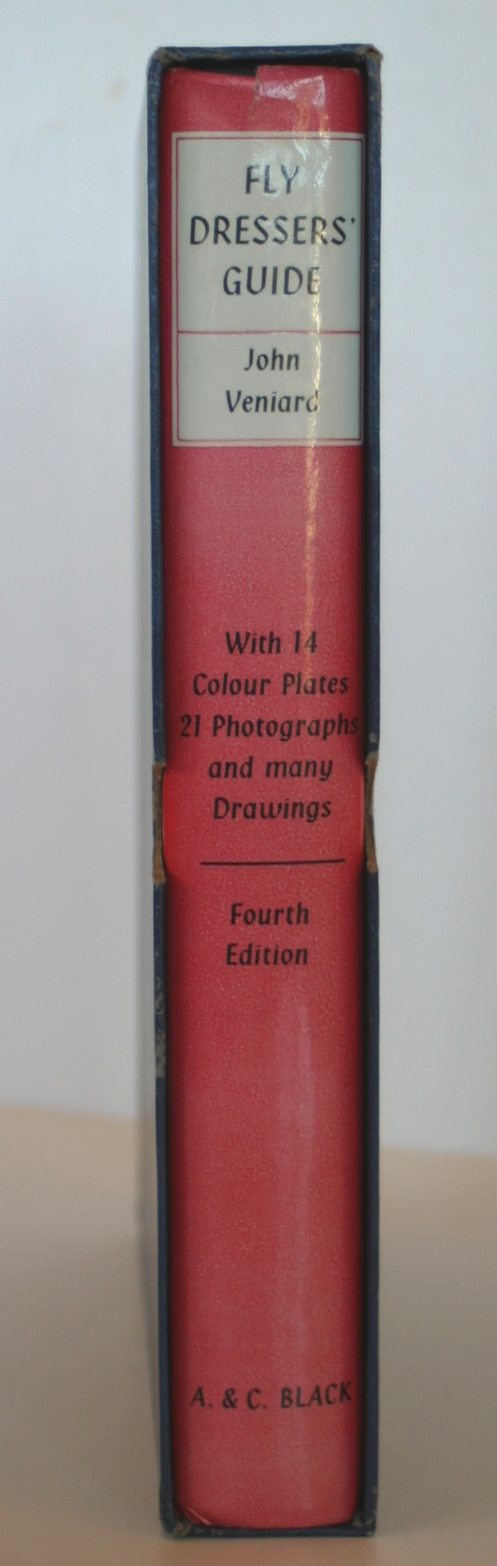 FLY
DRESSERS'
GUIDE
John
Veniard
With 14
Colour Plates
21 Photographs
and many
Drawings
Fourth
Edition
A. & C. BLACK